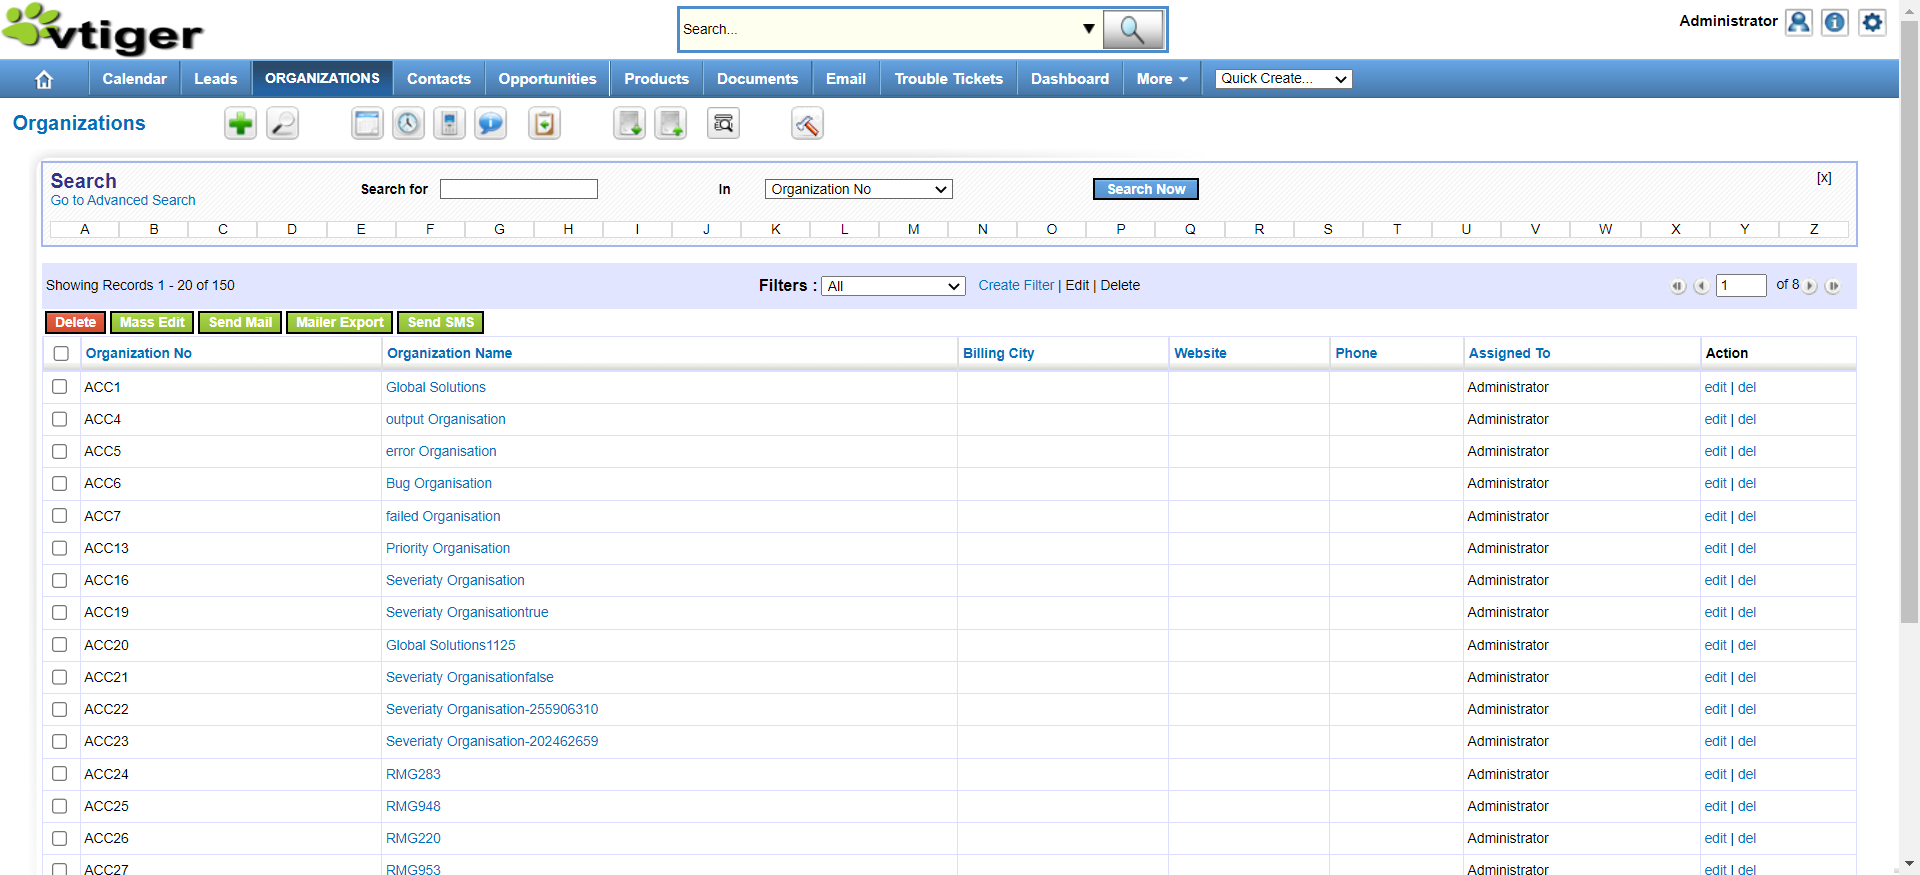 vtiger
Search...
Administrator
Calendar Leads ORGANIZATIONS Contacts Opportunities Products Documents Email Trouble Tickets Dashboard More Quick Create...
Organizations
Search
Go to Advanced Search
Search for In Organization No Search Now [x]
A B C D E F G H I J K L M N O P Q R S T U V W X Y Z
Showing Records 1 - 20 of 150 Filters : All Create Filter | Edit | Delete 1 of 8
Delete Mass Edit Send Mail Mailer Export Send SMS
Organization No Organization Name Billing City Website Phone Assigned To Action
ACC1 Global Solutions Administrator edit | del
ACC4 output Organisation Administrator edit | del
ACC5 error Organisation Administrator edit | del
ACC6 Bug Organisation Administrator edit | del
ACC7 failed Organisation Administrator edit | del
ACC13 Priority Organisation Administrator edit | del
ACC16 Severiaty Organisation Administrator edit | del
ACC19 Severiaty Organisationtrue Administrator edit | del
ACC20 Global Solutions1125 Administrator edit | del
ACC21 Severiaty Organisationfalse Administrator edit | del
ACC22 Severiaty Organisation-255906310 Administrator edit | del
ACC23 Severiaty Organisation-202462659 Administrator edit | del
ACC24 RMG283 Administrator edit | del
ACC25 RMG948 Administrator edit | del
ACC26 RMG220 Administrator edit | del
ACC27 RMG953 Administrator edit | del